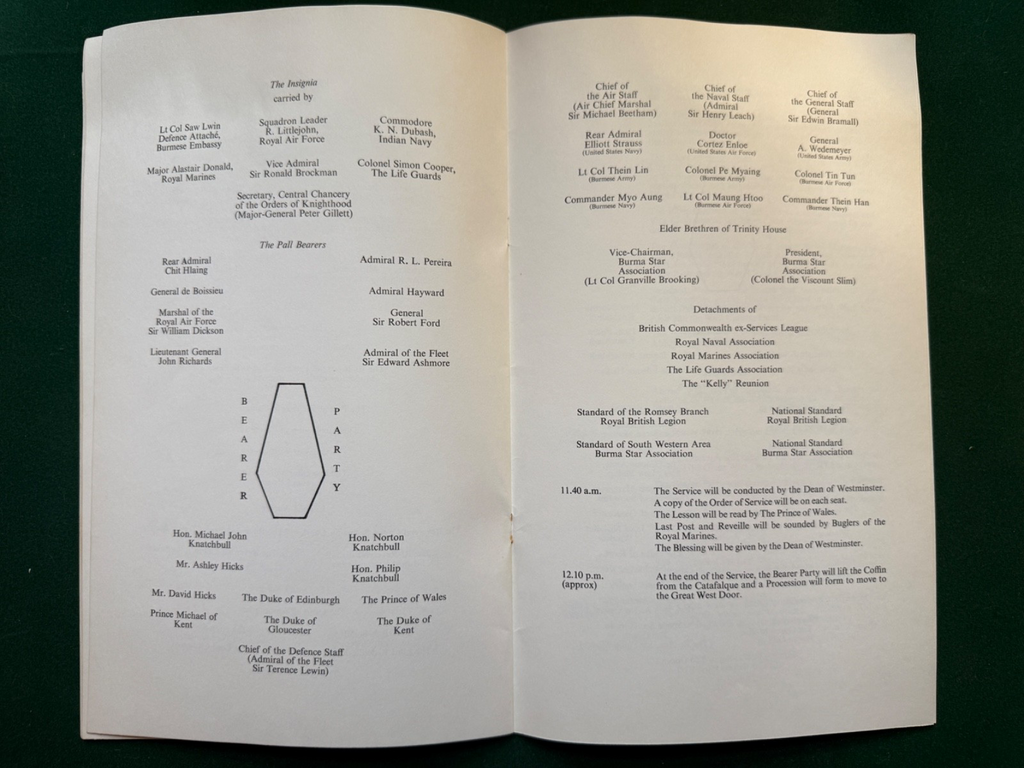 The Insignia
carried by
Lt Col Saw Lwin
Defence Attaché,
Burmese Embassy
Squadron Leader
R. Littlejohn,
Royal Air Force
Commodore
K. N. Dubash,
Indian Navy
Major Alastair Donald,
Royal Marines
Vice Admiral
Sir Ronald Brockman
Colonel Simon Cooper,
The Life Guards
Secretary, Central Chancery
of the Orders of Knighthood
(Major-General Peter Gillett)
The Pall Bearers
Rear Admiral
Chit Hlaing
Admiral R. L. Pereira
General de Boissieu
Admiral Hayward
Marshal of the
Royal Air Force
Sir William Dickson
General
Sir Robert Ford
Lieutenant General
John Richards
Admiral of the Fleet
Sir Edward Ashmore
BEARER
PARTY
Hon. Michael John
Knatchbull
Hon. Norton
Knatchbull
Mr. Ashley Hicks
Hon. Philip
Knatchbull
Mr. David Hicks
The Duke of Edinburgh
The Prince of Wales
Prince Michael of
Kent
The Duke of
Gloucester
The Duke of
Kent
Chief of the Defence Staff
(Admiral of the Fleet
Sir Terence Lewin)
Chief of
the Air Staff
(Air Chief Marshal
Sir Michael Beetham)
Chief of
the Naval Staff
(Admiral
Sir Henry Leach)
Chief of
the General Staff
(General
Sir Edwin Bramall)
Rear Admiral
Elliott Strauss
(United States Navy)
Doctor
Cortez Enloe
(United States Air Force)
General
A. Wedemeyer
(United States Army)
Lt Col Thein Lin
(Burmese Army)
Colonel Pe Myaing
(Burmese Army)
Colonel Tin Tun
(Burmese Air Force)
Commander Myo Aung
(Burmese Navy)
Lt Col Maung Htoo
(Burmese Air Force)
Commander Thein Han
(Burmese Navy)
Elder Brethren of Trinity House
Vice-Chairman,
Burma Star
Association
(Lt Col Granville Brooking)
President,
Burma Star
Association
(Colonel the Viscount Slim)
Detachments of
British Commonwealth ex-Services League
Royal Naval Association
Royal Marines Association
The Life Guards Association
The "Kelly" Reunion
Standard of the Romsey Branch
Royal British Legion
National Standard
Royal British Legion
Standard of South Western Area
Burma Star Association
National Standard
Burma Star Association
11.40 a.m. The Service will be conducted by the Dean of Westminster.
A copy of the Order of Service will be on each seat.
The Lesson will be read by The Prince of Wales.
Last Post and Reveille will be sounded by Buglers of the
Royal Marines.
The Blessing will be given by the Dean of Westminster.
12.10 p.m. At the end of the Service, the Bearer Party will lift the Coffin
(approx) from the Catafalque and a Procession will form to move to
the Great West Door.